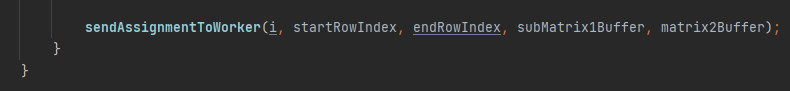 sendAssignmentToWorker(i, startRowIndex, endRowIndex, subMatrix1Buffer, matrix2Buffer);
}
}